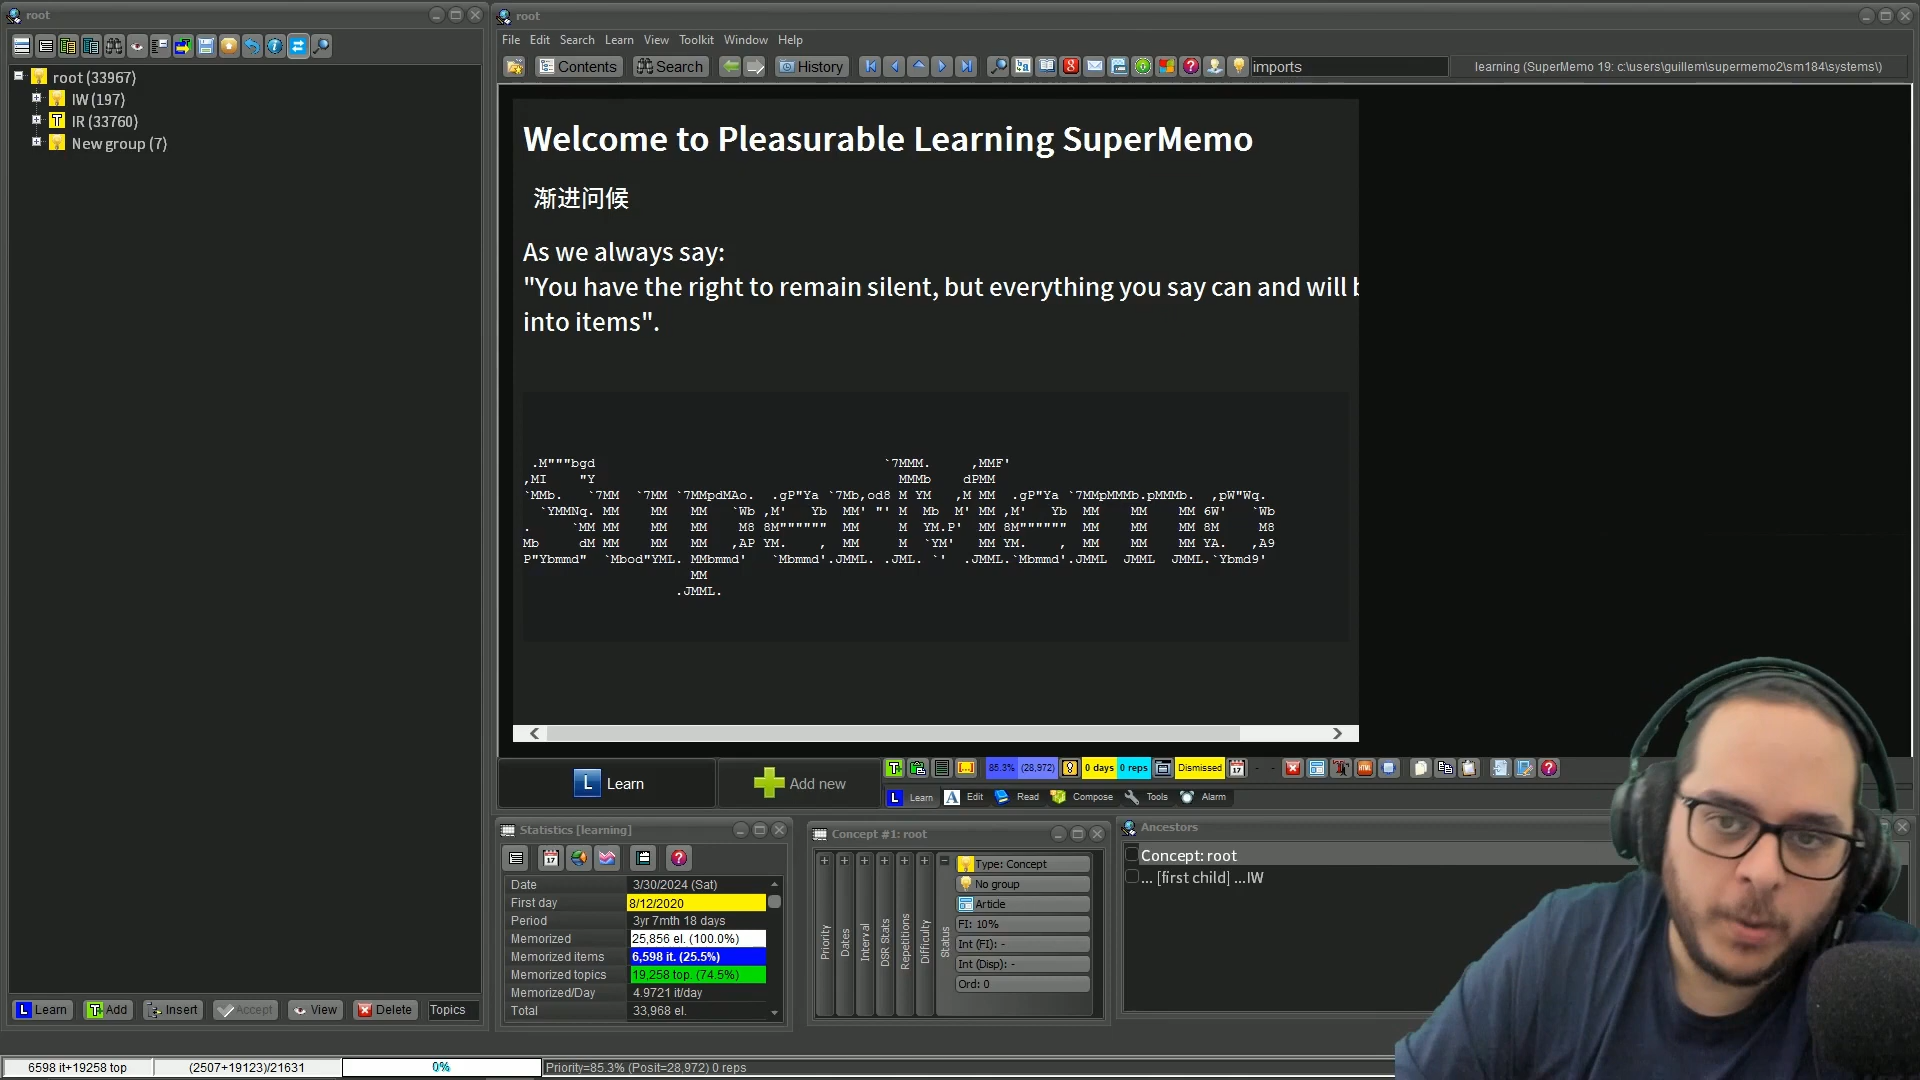 root
root (33967)
IW (197)
IR (33760)
New group (7)
Learn
Add
Insert
Accept
View
Delete
Topics
root
File Edit Search Learn View Toolkit Window Help
Contents
Search
History
imports
learning (SuperMemo 19: c:\users\guillem\supermemo2\sm184\systems\)
Welcome to Pleasurable Learning SuperMemo
渐进问候
As we always say:
"You have the right to remain silent, but everything you say can and will
into items".
SuperMemo
Learn
Add new
85.3% (28,972)
0 days
0 reps
Dismissed
Learn
Edit
Read
Compose
Tools
Alarm
Statistics [learning]
Date 3/30/2024 (Sat)
First day 8/12/2020
Period 3yr 7mth 18 days
Memorized 25,856 el. (100.0%)
Memorized items 6,598 it. (25.5%)
Memorized topics 19,258 top. (74.5%)
Memorized/Day 4.9721 it/day
Total 33,968 el.
Concept #1: root
Priority
Dates
Interval
DSR Stats
Repetitions
Difficulty
Status
Type: Concept
No group
Article
FI: 10%
Int (FI): -
Int (Disp): -
Ord: 0
Ancestors
Concept: root
... [first child] ...IW
6598 it+19258 top
(2507+19123)/21631
0%
Priority=85.3% (Posit=28,972) 0 reps